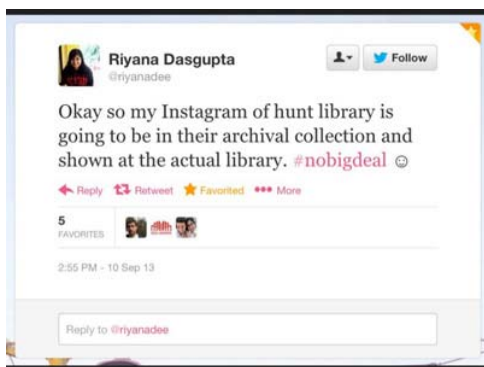 Riyana Dasgupta
@riyanadee
Follow
Okay so my Instagram of hunt library is
going to be in their archival collection and
shown at the actual library. #nobigdeal ☺
Reply Retweet Favorited More
5
FAVORITES
2:55 PM - 10 Sep 13
Reply to @riyanadee